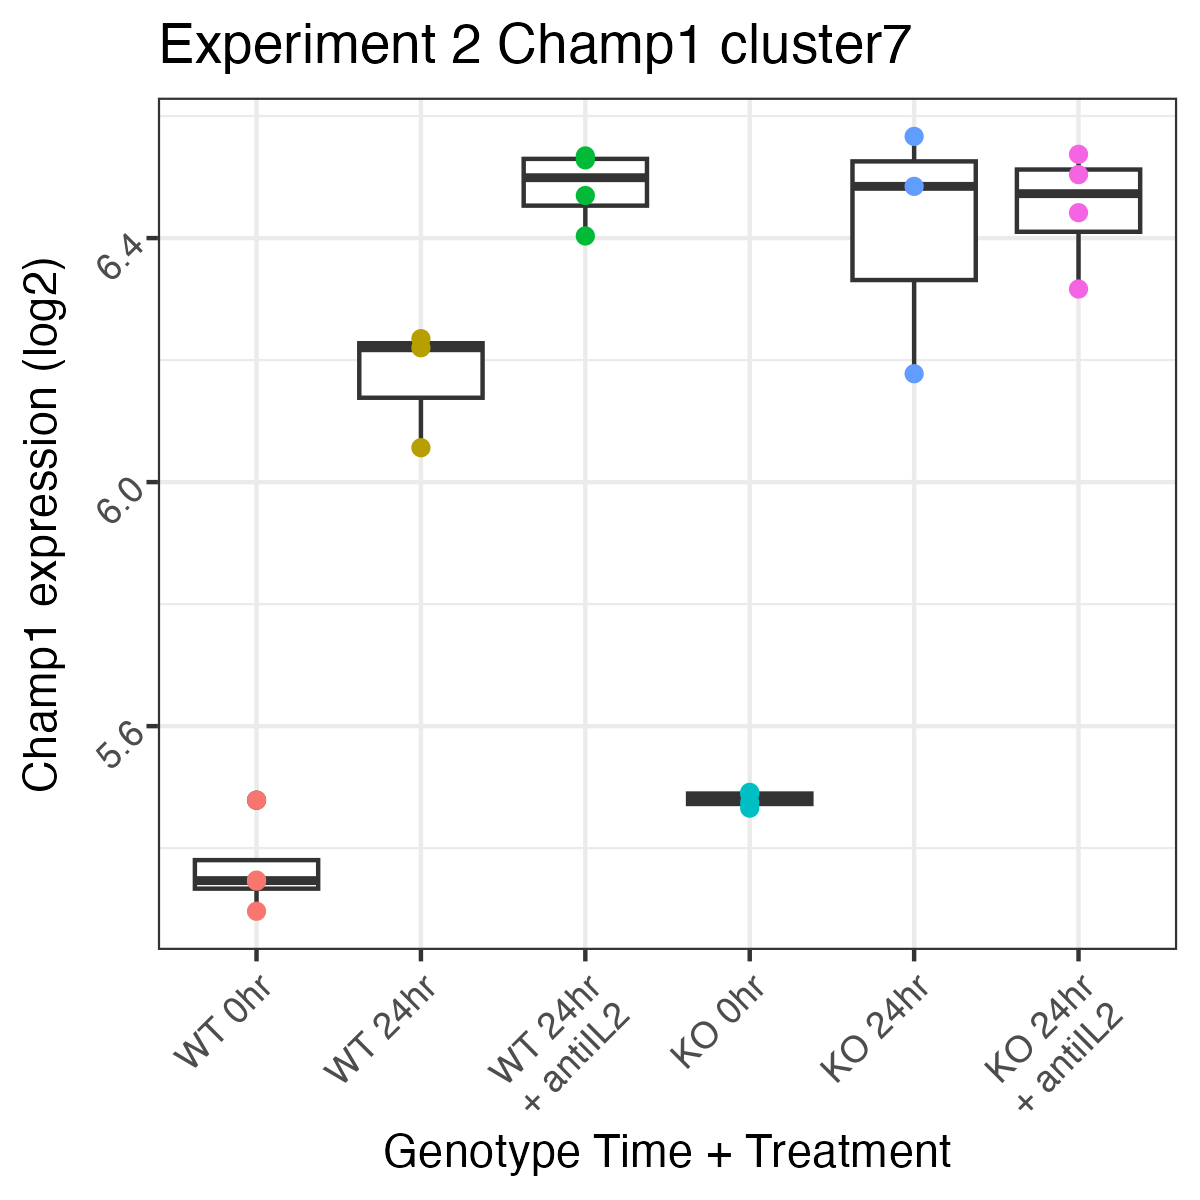 Experiment 2 Champ1 cluster7
Champ1 expression (log2)
6.4
6.0
5.6
WT 0hr
WT 24hr
WT 24hr
+ antiIL2
KO 0hr
KO 24hr
KO 24hr
+ antiIL2
Genotype Time + Treatment